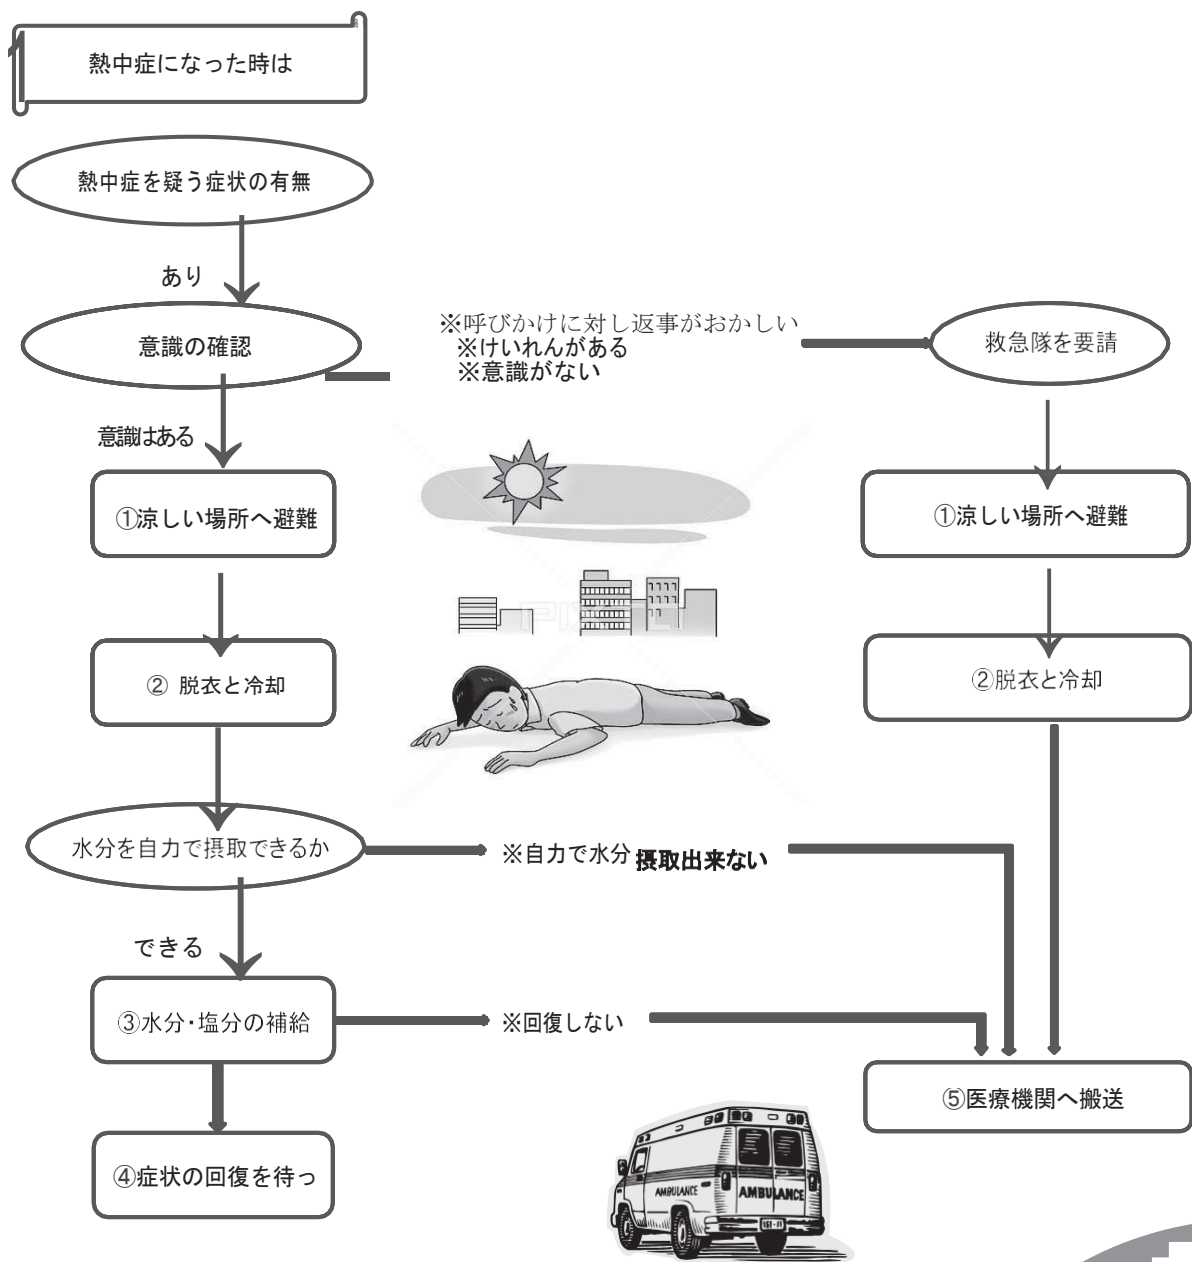 熱中症になった時は
熱中症を疑う症状の有無
あり
意識の確認
※呼びかけに対し返事がおかしい
※けいれんがある
※意識がない
救急隊を要請
意識はある
①涼しい場所へ避難
①涼しい場所へ避難
② 脱衣と冷却
②脱衣と冷却
水分を自力で摂取できるか
※自力で水分 摂取出来ない
できる
③水分・塩分の補給
※回復しない
⑤医療機関へ搬送
④症状の回復を待っ
AMBULANCE
AMBULANCE